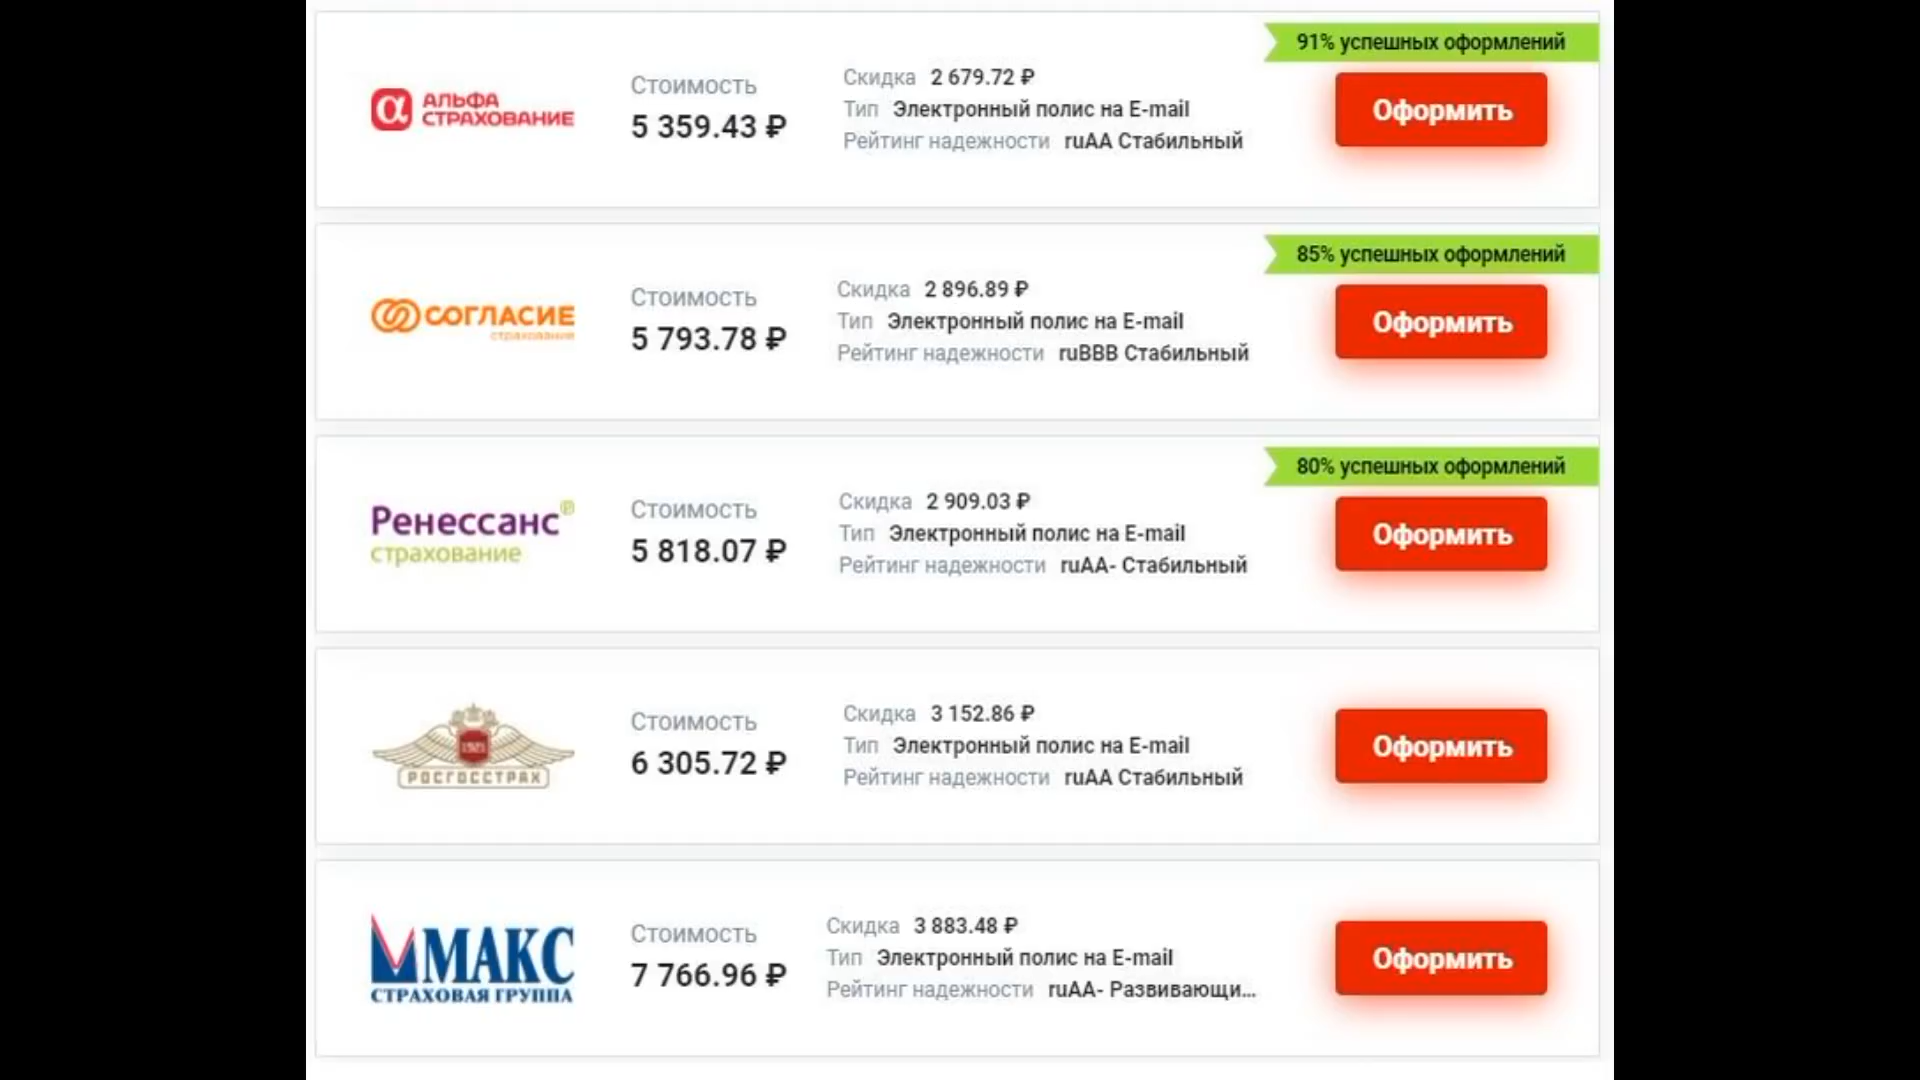 91% успешных оформлений
АЛЬФА
СТРАХОВАНИЕ
Стоимость
5 359.43 ₽
Скидка 2 679.72 ₽
Тип Электронный полис на E-mail
Рейтинг надежности ruAA Стабильный
Оформить
85% успешных оформлений
СОГЛАСИЕ
страхование
Стоимость
5 793.78 ₽
Скидка 2 896.89 ₽
Тип Электронный полис на E-mail
Рейтинг надежности ruBBB Стабильный
Оформить
80% успешных оформлений
Ренессанс
страхование
Стоимость
5 818.07 ₽
Скидка 2 909.03 ₽
Тип Электронный полис на E-mail
Рейтинг надежности ruAA- Стабильный
Оформить
1921
РОСГОССТРАХ
Стоимость
6 305.72 ₽
Скидка 3 152.86 ₽
Тип Электронный полис на E-mail
Рейтинг надежности ruAA Стабильный
Оформить
МАКС
СТРАХОВАЯ ГРУППА
Стоимость
7 766.96 ₽
Скидка 3 883.48 ₽
Тип Электронный полис на E-mail
Рейтинг надежности ruAA- Развивающи...
Оформить